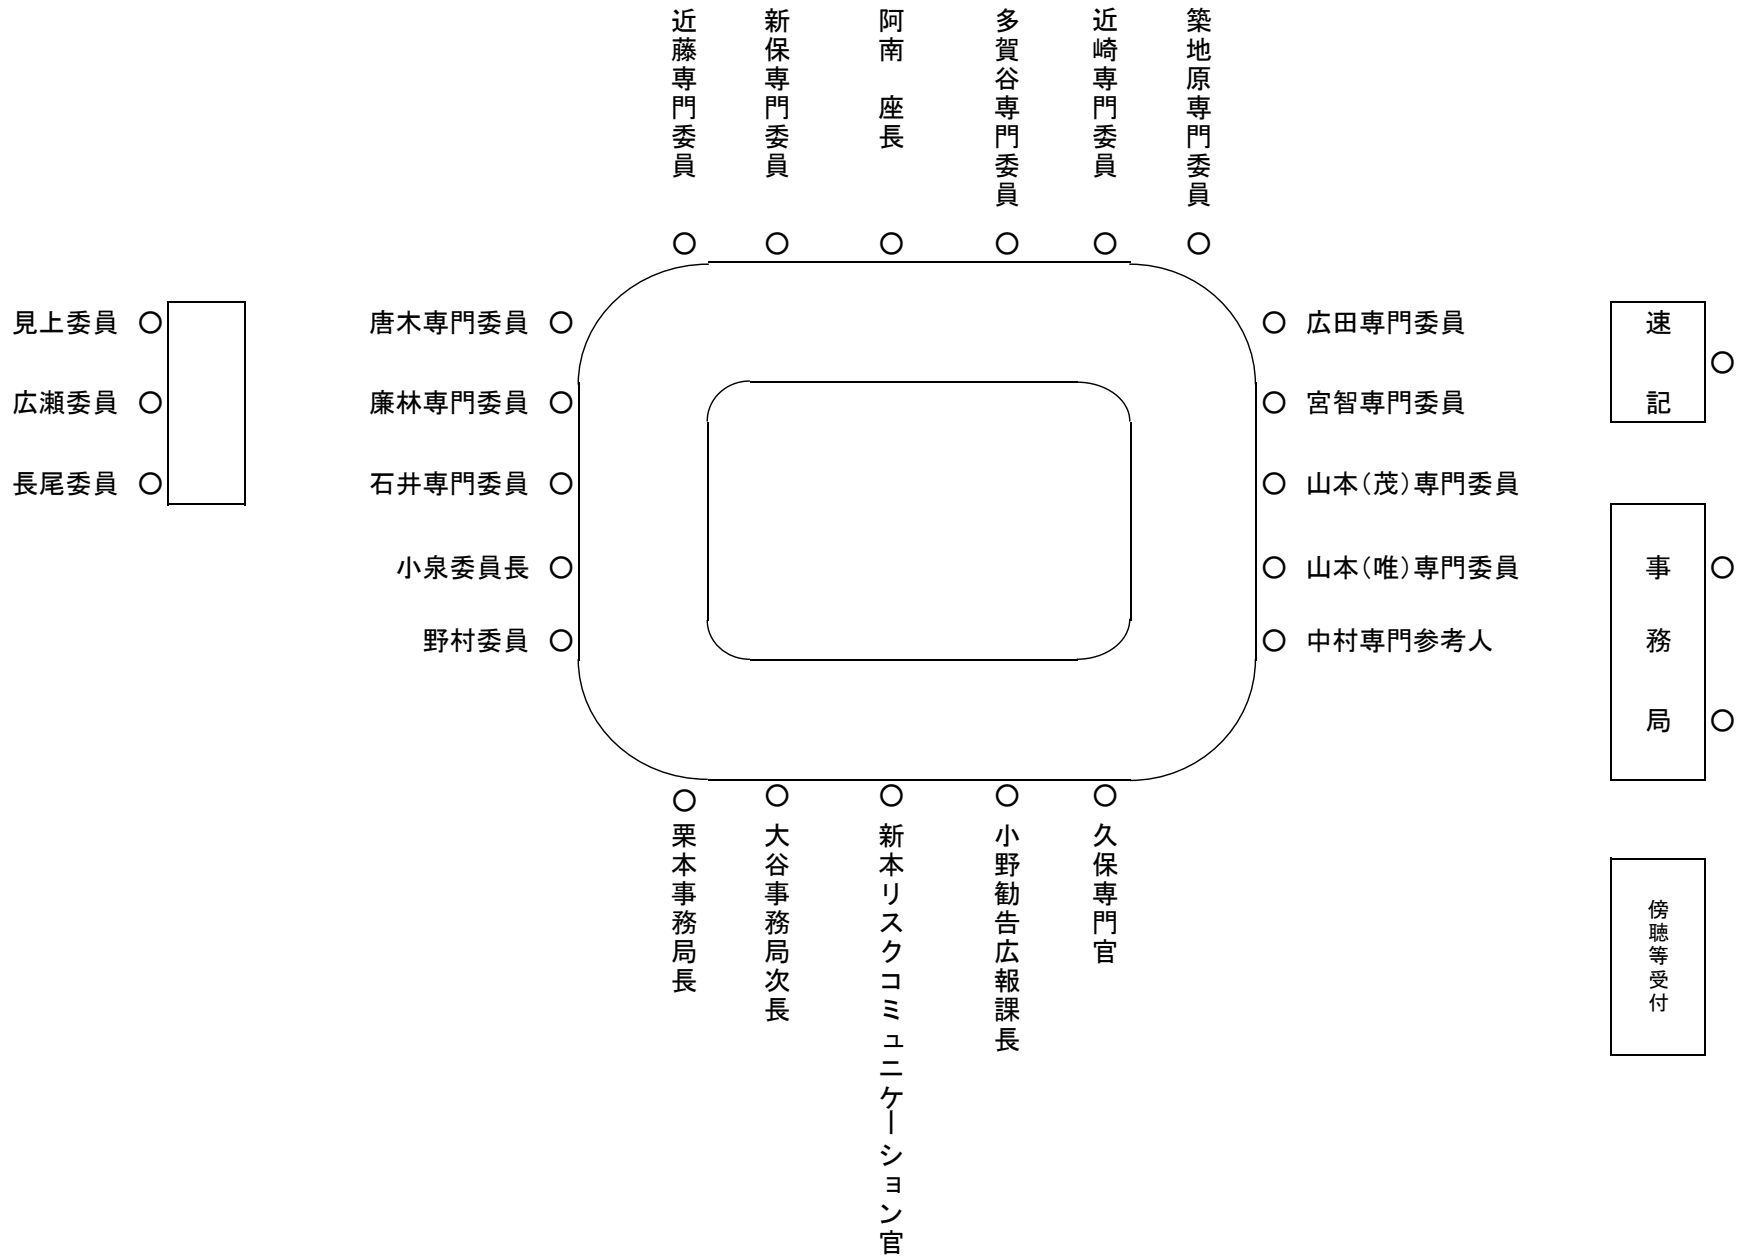 近藤専門委員
新保専門委員
阿南 座長
多賀谷専門委員
近崎専門委員
築地原専門委員
見上委員
広瀬委員
長尾委員
唐木専門委員
廉林専門委員
石井専門委員
小泉委員長
野村委員
広田専門委員
宮智専門委員
山本(茂)専門委員
山本(唯)専門委員
中村専門参考人
速記
事務局
傍聴等受付
栗本事務局長
大谷事務局次長
新本リスクコミュニケーション官
小野勧告広報課長
久保専門官